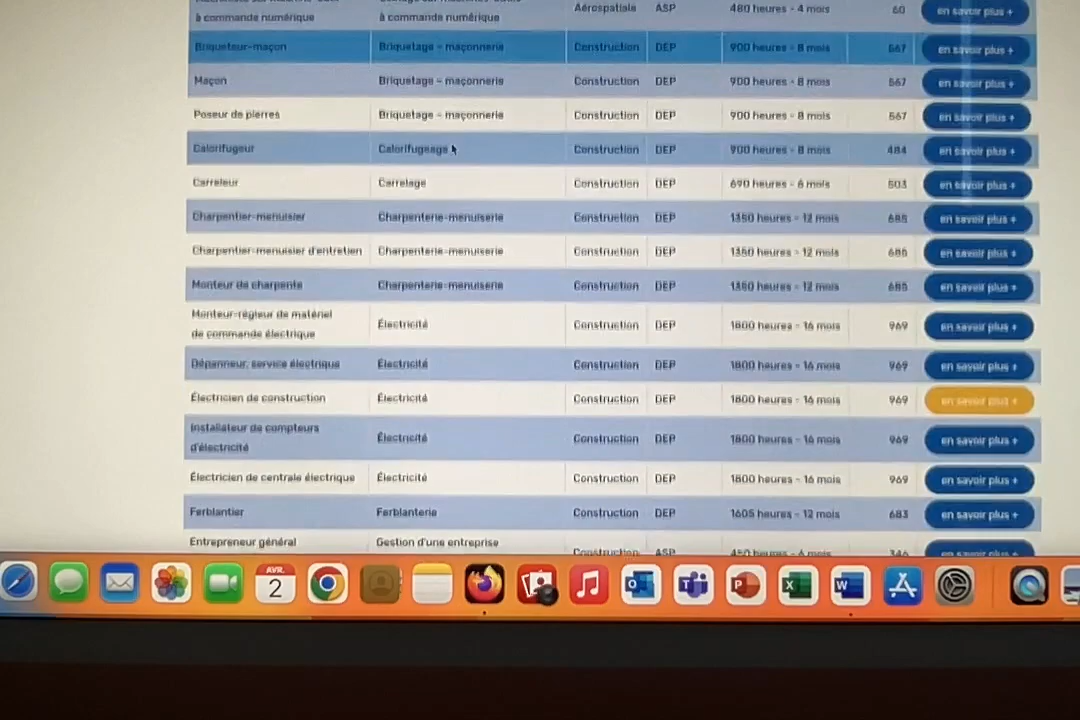 à commande numérique à commande numérique Aérospatiale ASP 480 heures - 4 mois 60 en savoir plus +
Briqueteur-maçon Briquetage - maçonnerie Construction DEP 900 heures - 8 mois 567 en savoir plus +
Maçon Briquetage - maçonnerie Construction DEP 900 heures - 8 mois 567 en savoir plus +
Poseur de pierres Briquetage - maçonnerie Construction DEP 900 heures - 8 mois 567 en savoir plus +
Calorifugeur Calorifugeage Construction DEP 900 heures - 8 mois 484 en savoir plus +
Carreleur Carrelage Construction DEP 690 heures - 6 mois 503 en savoir plus +
Charpentier-menuisier Charpenterie-menuiserie Construction DEP 1350 heures - 12 mois 685 en savoir plus +
Charpentier-menuisier d'entretien Charpenterie-menuiserie Construction DEP 1350 heures - 12 mois 685 en savoir plus +
Monteur de charpente Charpenterie-menuiserie Construction DEP 1350 heures - 12 mois 685 en savoir plus +
Monteur-régleur de matériel
de commande électrique Électricité Construction DEP 1800 heures - 16 mois 969 en savoir plus +
Dépanneur, service électrique Électricité Construction DEP 1800 heures - 16 mois 969 en savoir plus +
Électricien de construction Électricité Construction DEP 1800 heures - 16 mois 969 en savoir plus +
Installateur de compteurs
d'électricité Électricité Construction DEP 1800 heures - 16 mois 969 en savoir plus +
Électricien de centrale électrique Électricité Construction DEP 1800 heures - 16 mois 969 en savoir plus +
Ferblantier Ferblanterie Construction DEP 1605 heures - 12 mois 683 en savoir plus +
Entrepreneur général Gestion d'une entreprise Construction ASP 450 heures - 6 mois 346 en savoir plus +
AVR.
2